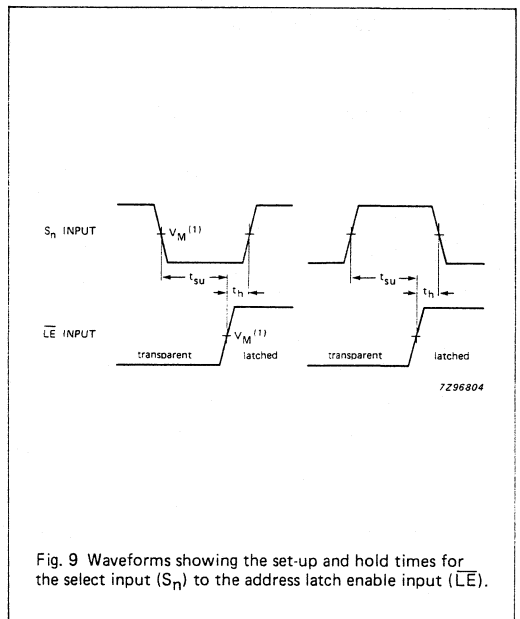 Sn INPUT
VM(1)
tsu
th
tsu
th
LE INPUT
VM(1)
transparent
latched
transparent
latched
7Z96804
Fig. 9 Waveforms showing the set-up and hold times for
the select input (Sn) to the address latch enable input (LE).